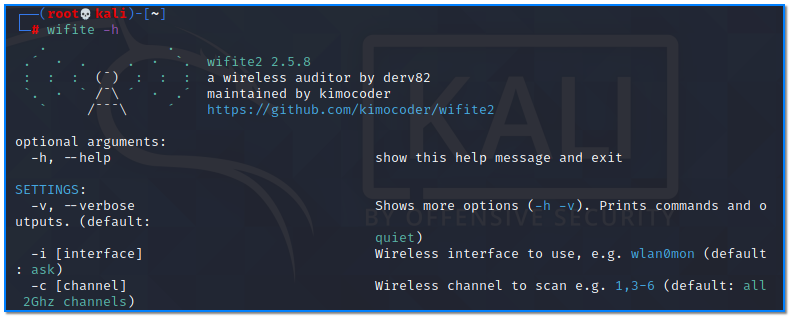 (root💀kali)-[~]
# wifite -h
wifite2 2.5.8
a wireless auditor by derv82
maintained by kimocoder
https://github.com/kimocoder/wifite2
optional arguments:
-h, --help show this help message and exit
SETTINGS:
-v, --verbose Shows more options (-h -v). Prints commands and o
utputs. (default:
quiet)
-i [interface] Wireless interface to use, e.g. wlan0mon (default
: ask)
-c [channel] Wireless channel to scan e.g. 1,3-6 (default: all
2Ghz channels)
KALI
BY OFFENSIVE SECURITY